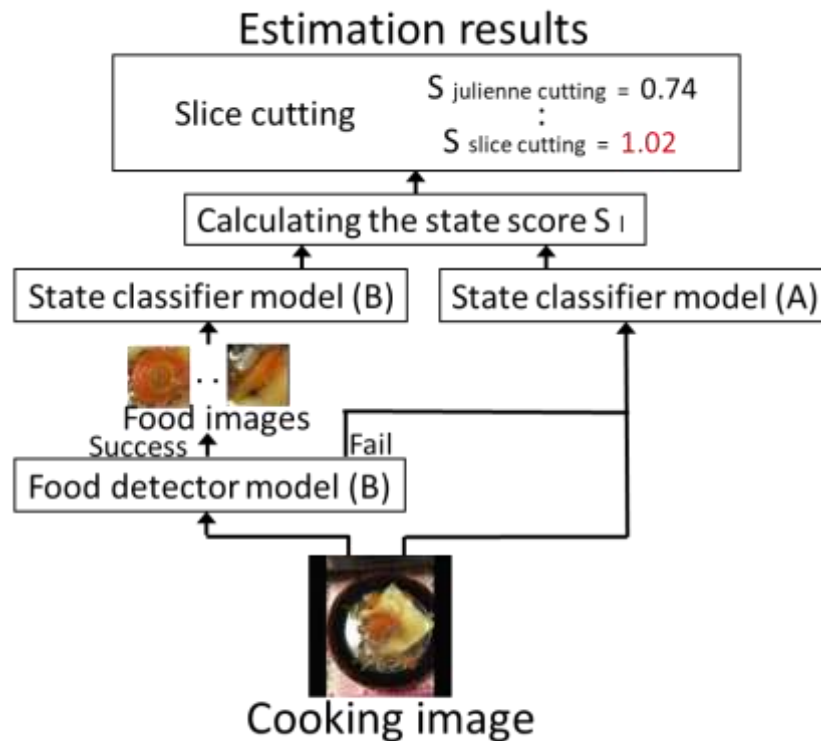 Estimation results
Slice cutting
S julienne cutting = 0.74
:
S slice cutting = 1.02
Calculating the state score S l
State classifier model (B)
State classifier model (A)
. .
Food images
Success
Fail
Food detector model (B)
Cooking image